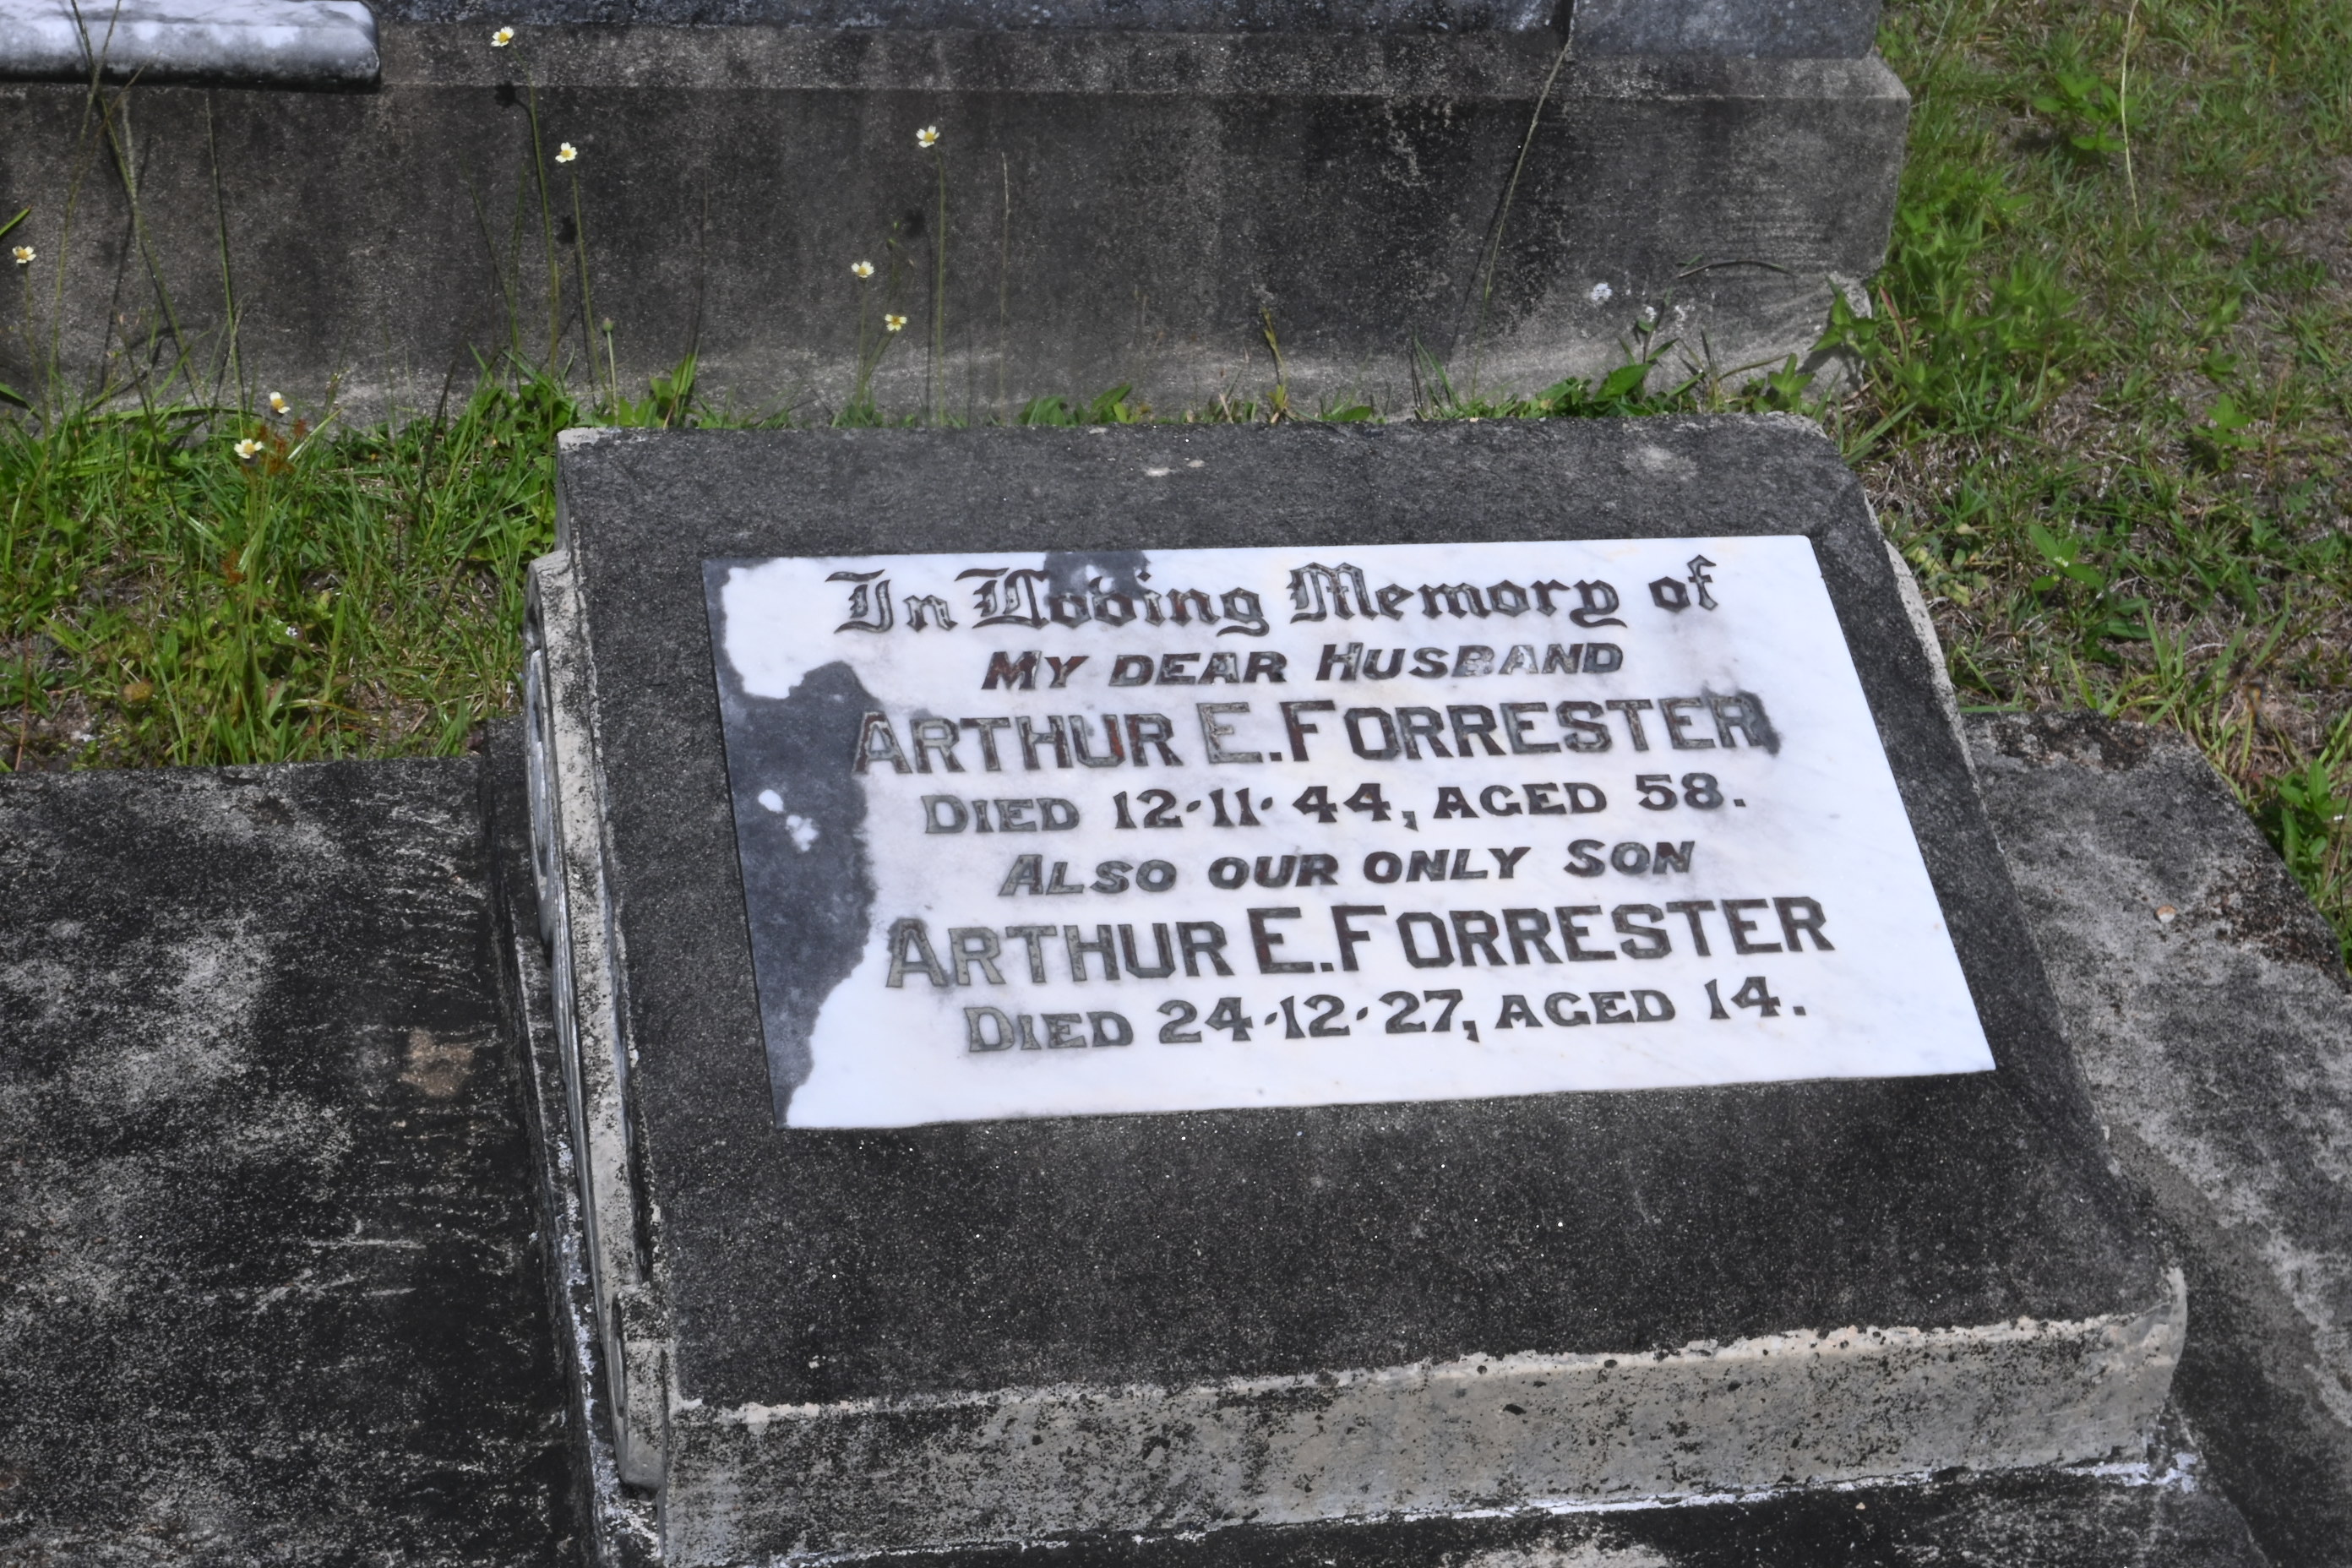 In Loving Memory of
MY DEAR HUSBAND
ARTHUR E. FORRESTER
DIED 12·11·44, AGED 58.
ALSO OUR ONLY SON
ARTHUR E. FORRESTER
DIED 24·12·27, AGED 14.